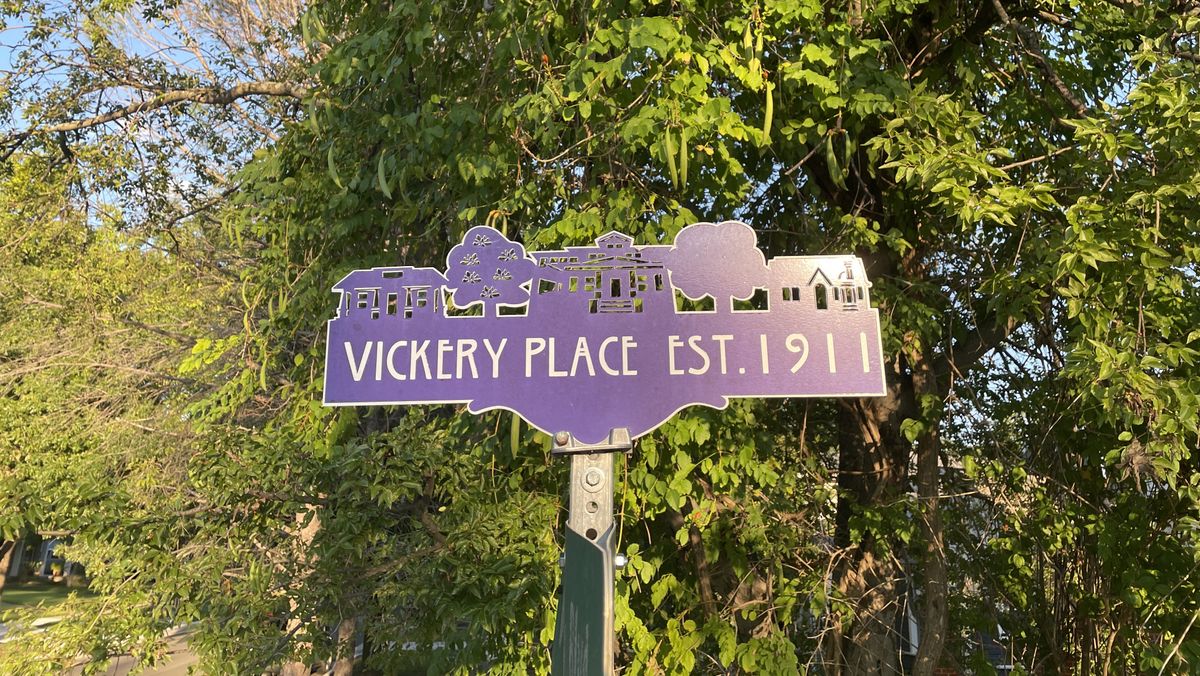 VICKERY PLACE EST. 1911